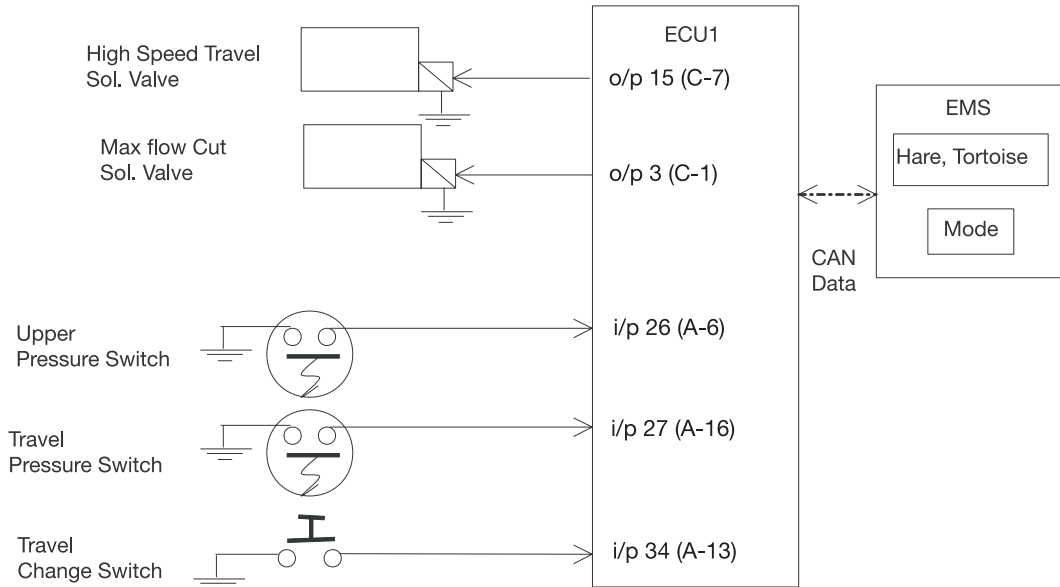 High Speed Travel
Sol. Valve
Max flow Cut
Sol. Valve
Upper
Pressure Switch
Travel
Pressure Switch
Travel
Change Switch
ECU1
o/p 15 (C-7)
o/p 3 (C-1)
i/p 26 (A-6)
i/p 27 (A-16)
i/p 34 (A-13)
CAN
Data
EMS
Hare, Tortoise
Mode